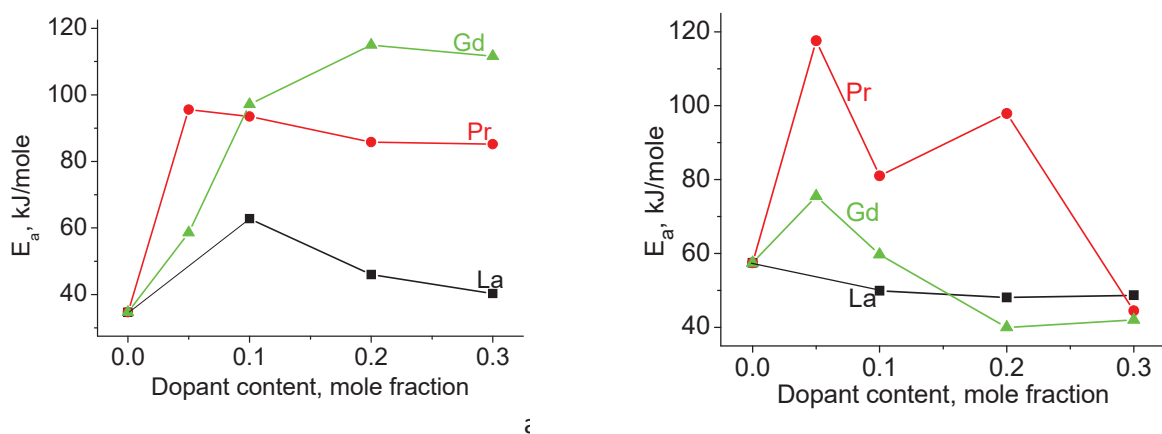 120
100
80
60
40
E_a, kJ/mole
Gd
Pr
La
0.0 0.1 0.2 0.3
Dopant content, mole fraction
120
100
80
60
40
E_a, kJ/mole
Pr
Gd
La
0.0 0.1 0.2 0.3
Dopant content, mole fraction